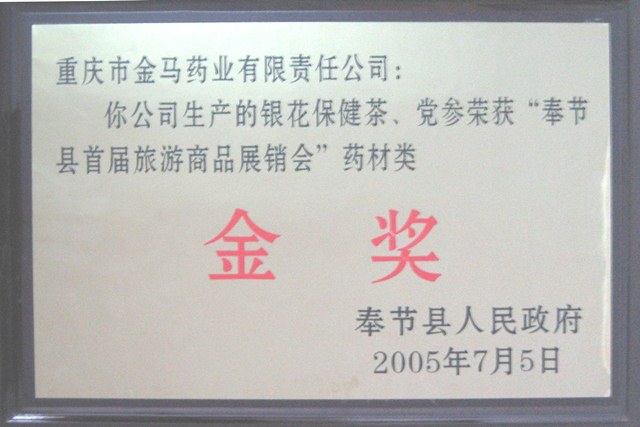 重庆市金马药业有限责任公司：
你公司生产的银花保健茶、党参荣获“奉节
县首届旅游商品展销会”药材类
金奖
奉节县人民政府
2005年7月5日